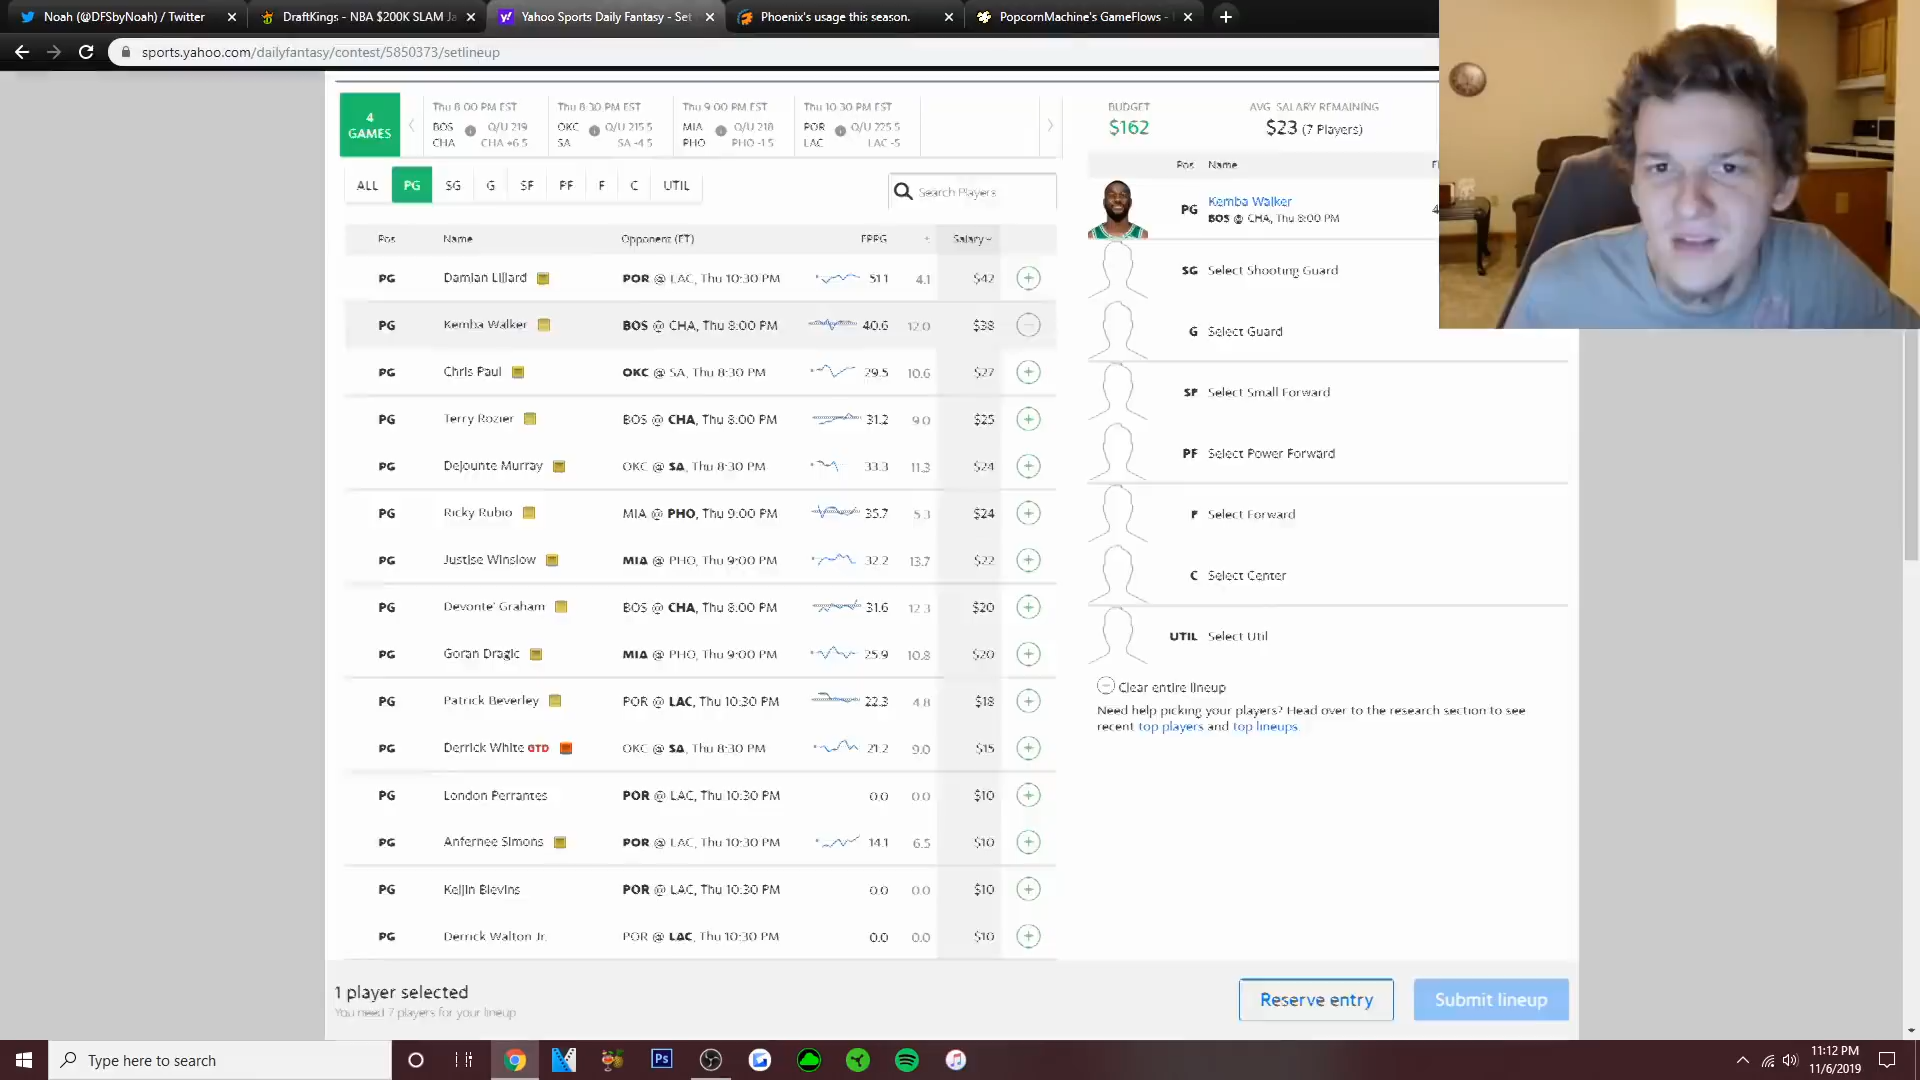 Noah (@DFSbyNoah) / Twitter
DraftKings - NBA $200K SLAM Ja
Yahoo Sports Daily Fantasy - Set
Phoenix's usage this season.
PopcornMachine's GameFlows -
sports.yahoo.com/dailyfantasy/contest/5850373/setlineup
4 GAMES
Thu 8:00 PM EST
BOS O/U 219
CHA CHA +6.5
Thu 8:30 PM EST
OKC O/U 215.5
SA SA -4.5
Thu 9:00 PM EST
MIA O/U 218
PHO PHO -1.5
Thu 10:30 PM EST
POR O/U 225.5
LAC LAC -5
BUDGET
$162
AVG. SALARY REMAINING
$23 (7 Players)
ALL PG SG G SF PF F C UTIL
Search Players
Pos Name Opponent (ET) FPPG Salary
PG Damian Lillard POR @ LAC, Thu 10:30 PM 51.1 4.1 $42
PG Kemba Walker BOS @ CHA, Thu 8:00 PM 40.6 12.0 $38
PG Chris Paul OKC @ SA, Thu 8:30 PM 29.5 10.6 $27
PG Terry Rozier BOS @ CHA, Thu 8:00 PM 31.2 9.0 $25
PG Dejounte Murray OKC @ SA, Thu 8:30 PM 33.3 11.3 $24
PG Ricky Rubio MIA @ PHO, Thu 9:00 PM 35.7 5.3 $24
PG Justise Winslow MIA @ PHO, Thu 9:00 PM 32.2 13.7 $22
PG Devonte' Graham BOS @ CHA, Thu 8:00 PM 31.6 12.3 $20
PG Goran Dragic MIA @ PHO, Thu 9:00 PM 25.9 10.8 $20
PG Patrick Beverley POR @ LAC, Thu 10:30 PM 22.3 4.8 $18
PG Derrick White GTD OKC @ SA, Thu 8:30 PM 21.2 9.0 $15
PG London Perrantes POR @ LAC, Thu 10:30 PM 0.0 0.0 $10
PG Anfernee Simons POR @ LAC, Thu 10:30 PM 14.1 6.5 $10
PG Keljin Blevins POR @ LAC, Thu 10:30 PM 0.0 0.0 $10
PG Derrick Walton Jr. POR @ LAC, Thu 10:30 PM 0.0 0.0 $10
Pos Name
PG Kemba Walker
BOS @ CHA, Thu 8:00 PM
SG Select Shooting Guard
G Select Guard
SF Select Small Forward
PF Select Power Forward
F Select Forward
C Select Center
UTIL Select Util
Clear entire lineup
Need help picking your players? Head over to the research section to see
recent top players and top lineups.
1 player selected
You need 7 players for your lineup
Reserve entry
Submit lineup
Type here to search
Ps
11:12 PM
11/6/2019